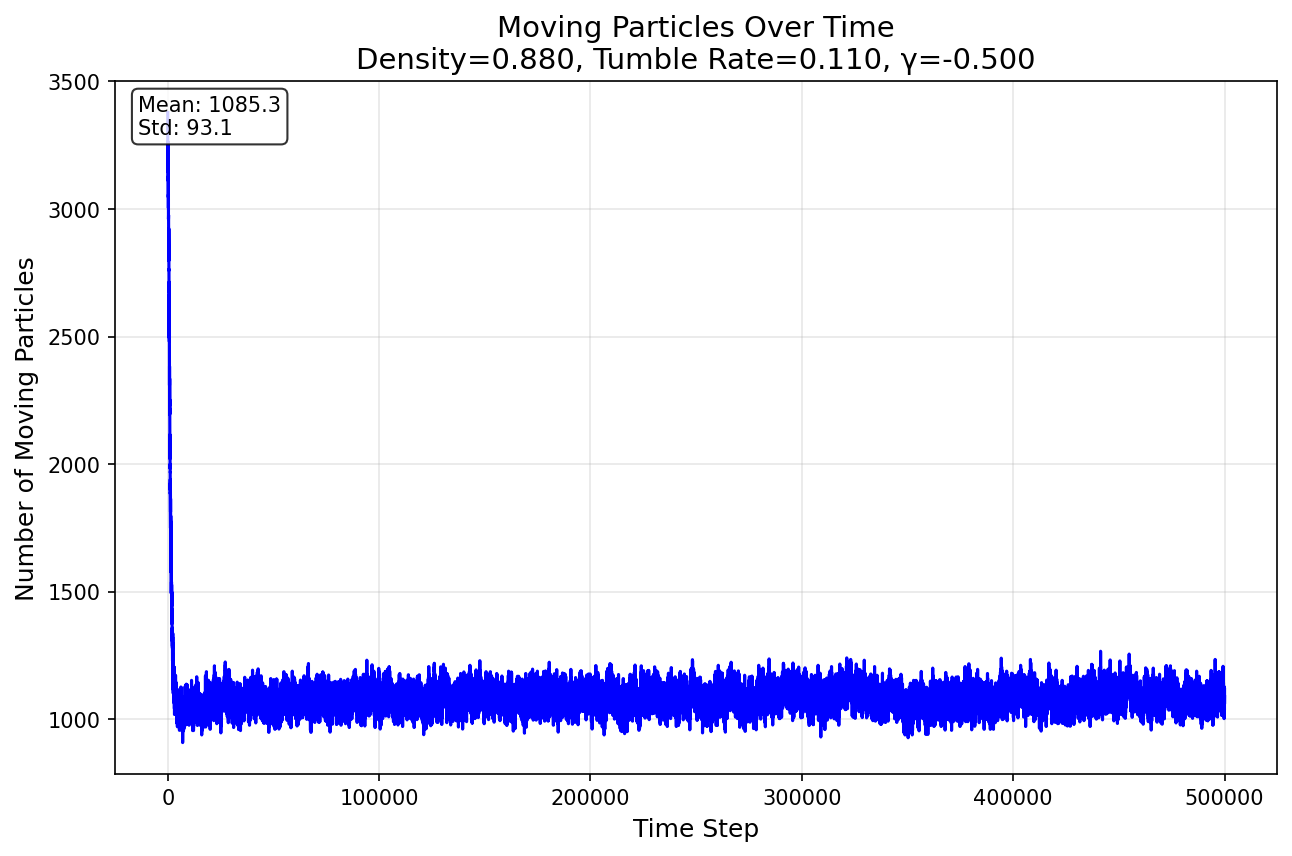 Moving Particles Over Time
Density=0.880, Tumble Rate=0.110, γ=-0.500
Mean: 1085.3
Std: 93.1
Number of Moving Particles
3500
3000
2500
2000
1500
1000
0 100000 200000 300000 400000 500000
Time Step